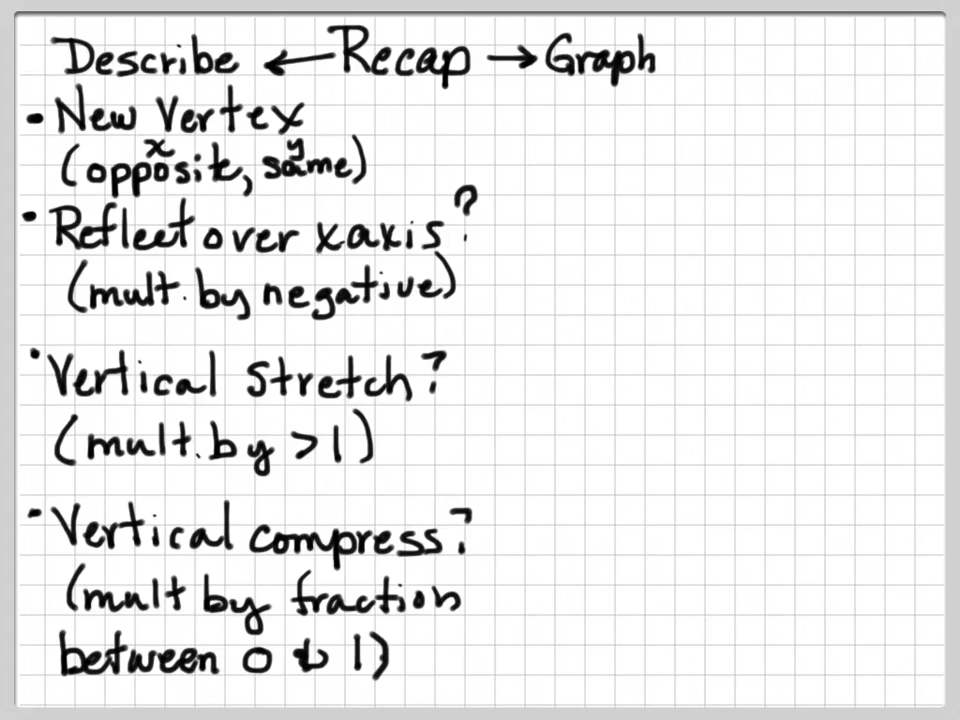 Describe ← Recap → Graph
• New Vertex
x y
(opposite, same)
• Reflect over x axis?
(mult. by negative)
• Vertical Stretch?
(mult. by > 1)
• Vertical compress?
(mult by fraction
between 0 & 1)